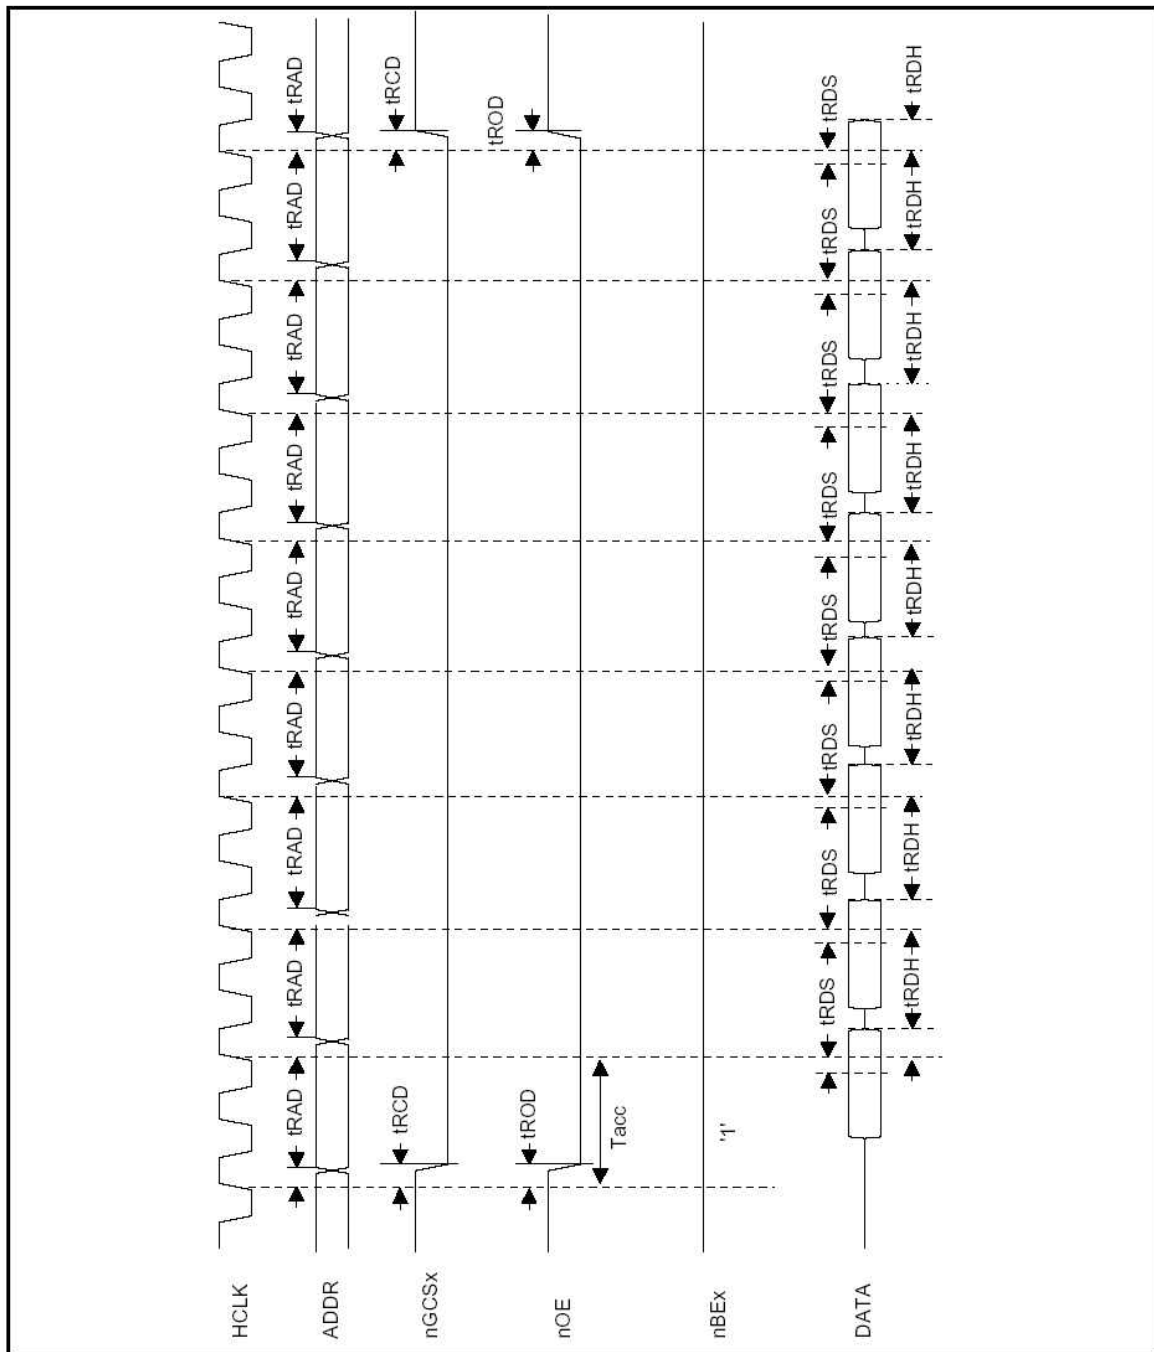 HCLK
tRAD tRAD tRAD tRAD tRAD tRAD tRAD tRAD tRAD
ADDR
tRCD tRCD
nGCSx
tROD tROD
nOE
Tacc
nBEx
'1'
tRDS tRDS tRDS tRDS tRDS tRDS tRDS tRDS
DATA
tRDH tRDH tRDH tRDH tRDH tRDH tRDH tRDH